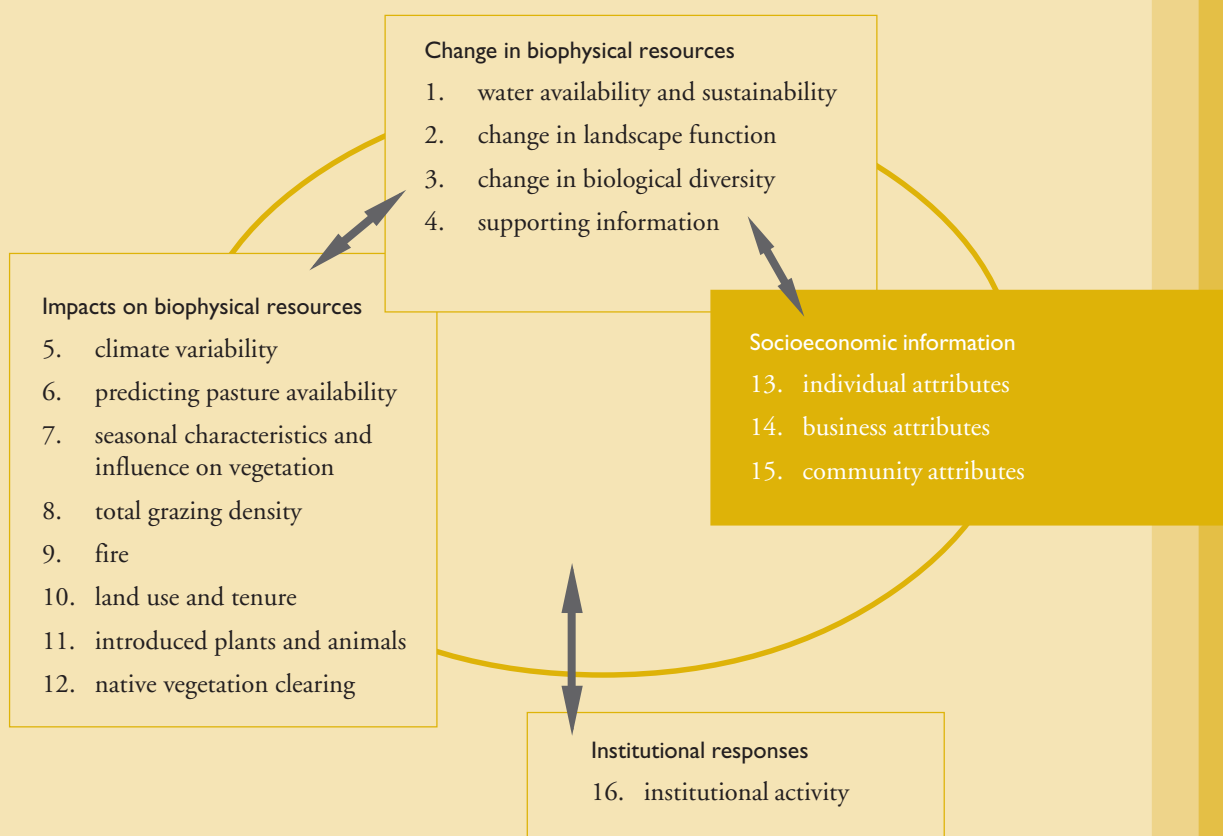 Change in biophysical resources
1. water availability and sustainability
2. change in landscape function
3. change in biological diversity
4. supporting information
Impacts on biophysical resources
5. climate variability
6. predicting pasture availability
7. seasonal characteristics and
influence on vegetation
8. total grazing density
9. fire
10. land use and tenure
11. introduced plants and animals
12. native vegetation clearing
Socioeconomic information
13. individual attributes
14. business attributes
15. community attributes
Institutional responses
16. institutional activity